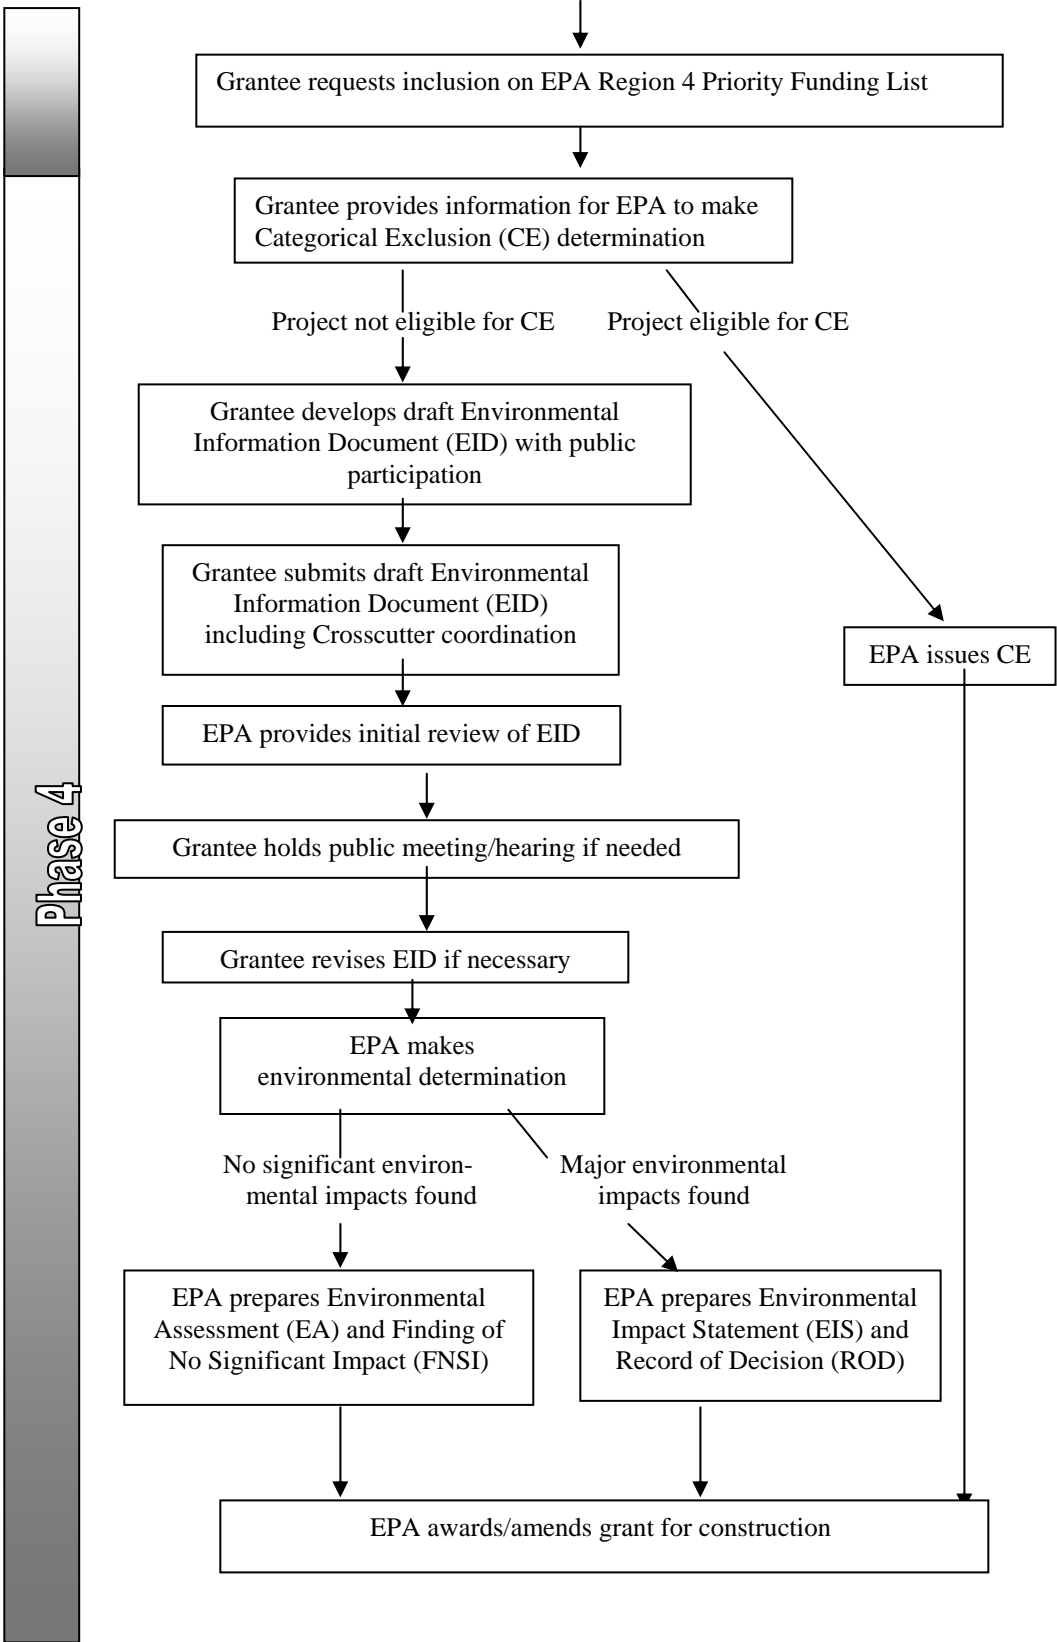 Grantee requests inclusion on EPA Region 4 Priority Funding List
Grantee provides information for EPA to make
Categorical Exclusion (CE) determination
Project not eligible for CE
Project eligible for CE
Grantee develops draft Environmental
Information Document (EID) with public
participation
Grantee submits draft Environmental
Information Document (EID)
including Crosscutter coordination
EPA issues CE
EPA provides initial review of EID
Phase 4
Grantee holds public meeting/hearing if needed
Grantee revises EID if necessary
EPA makes
environmental determination
No significant environ-
mental impacts found
Major environmental
impacts found
EPA prepares Environmental
Assessment (EA) and Finding of
No Significant Impact (FNSI)
EPA prepares Environmental
Impact Statement (EIS) and
Record of Decision (ROD)
EPA awards/amends grant for construction